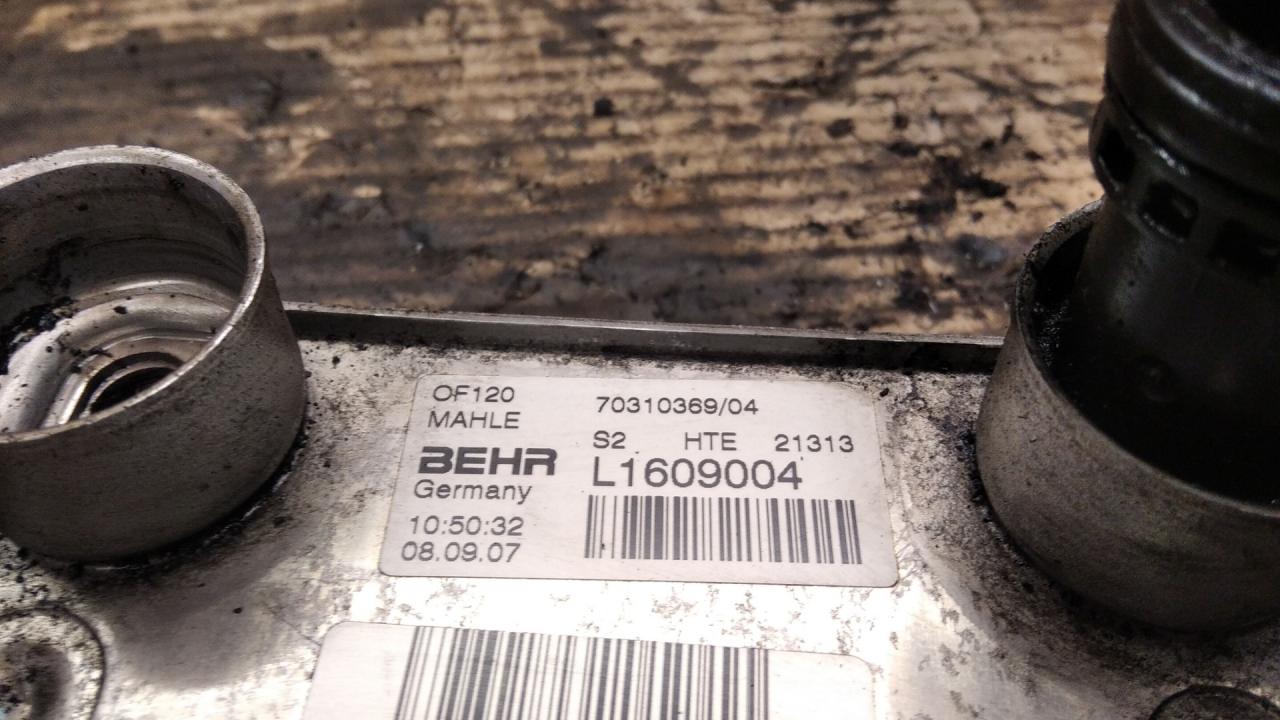 OF120
MAHLE
BEHR
Germany
10:50:32
08.09.07
70310369/04
S2 HTE 21313
L1609004